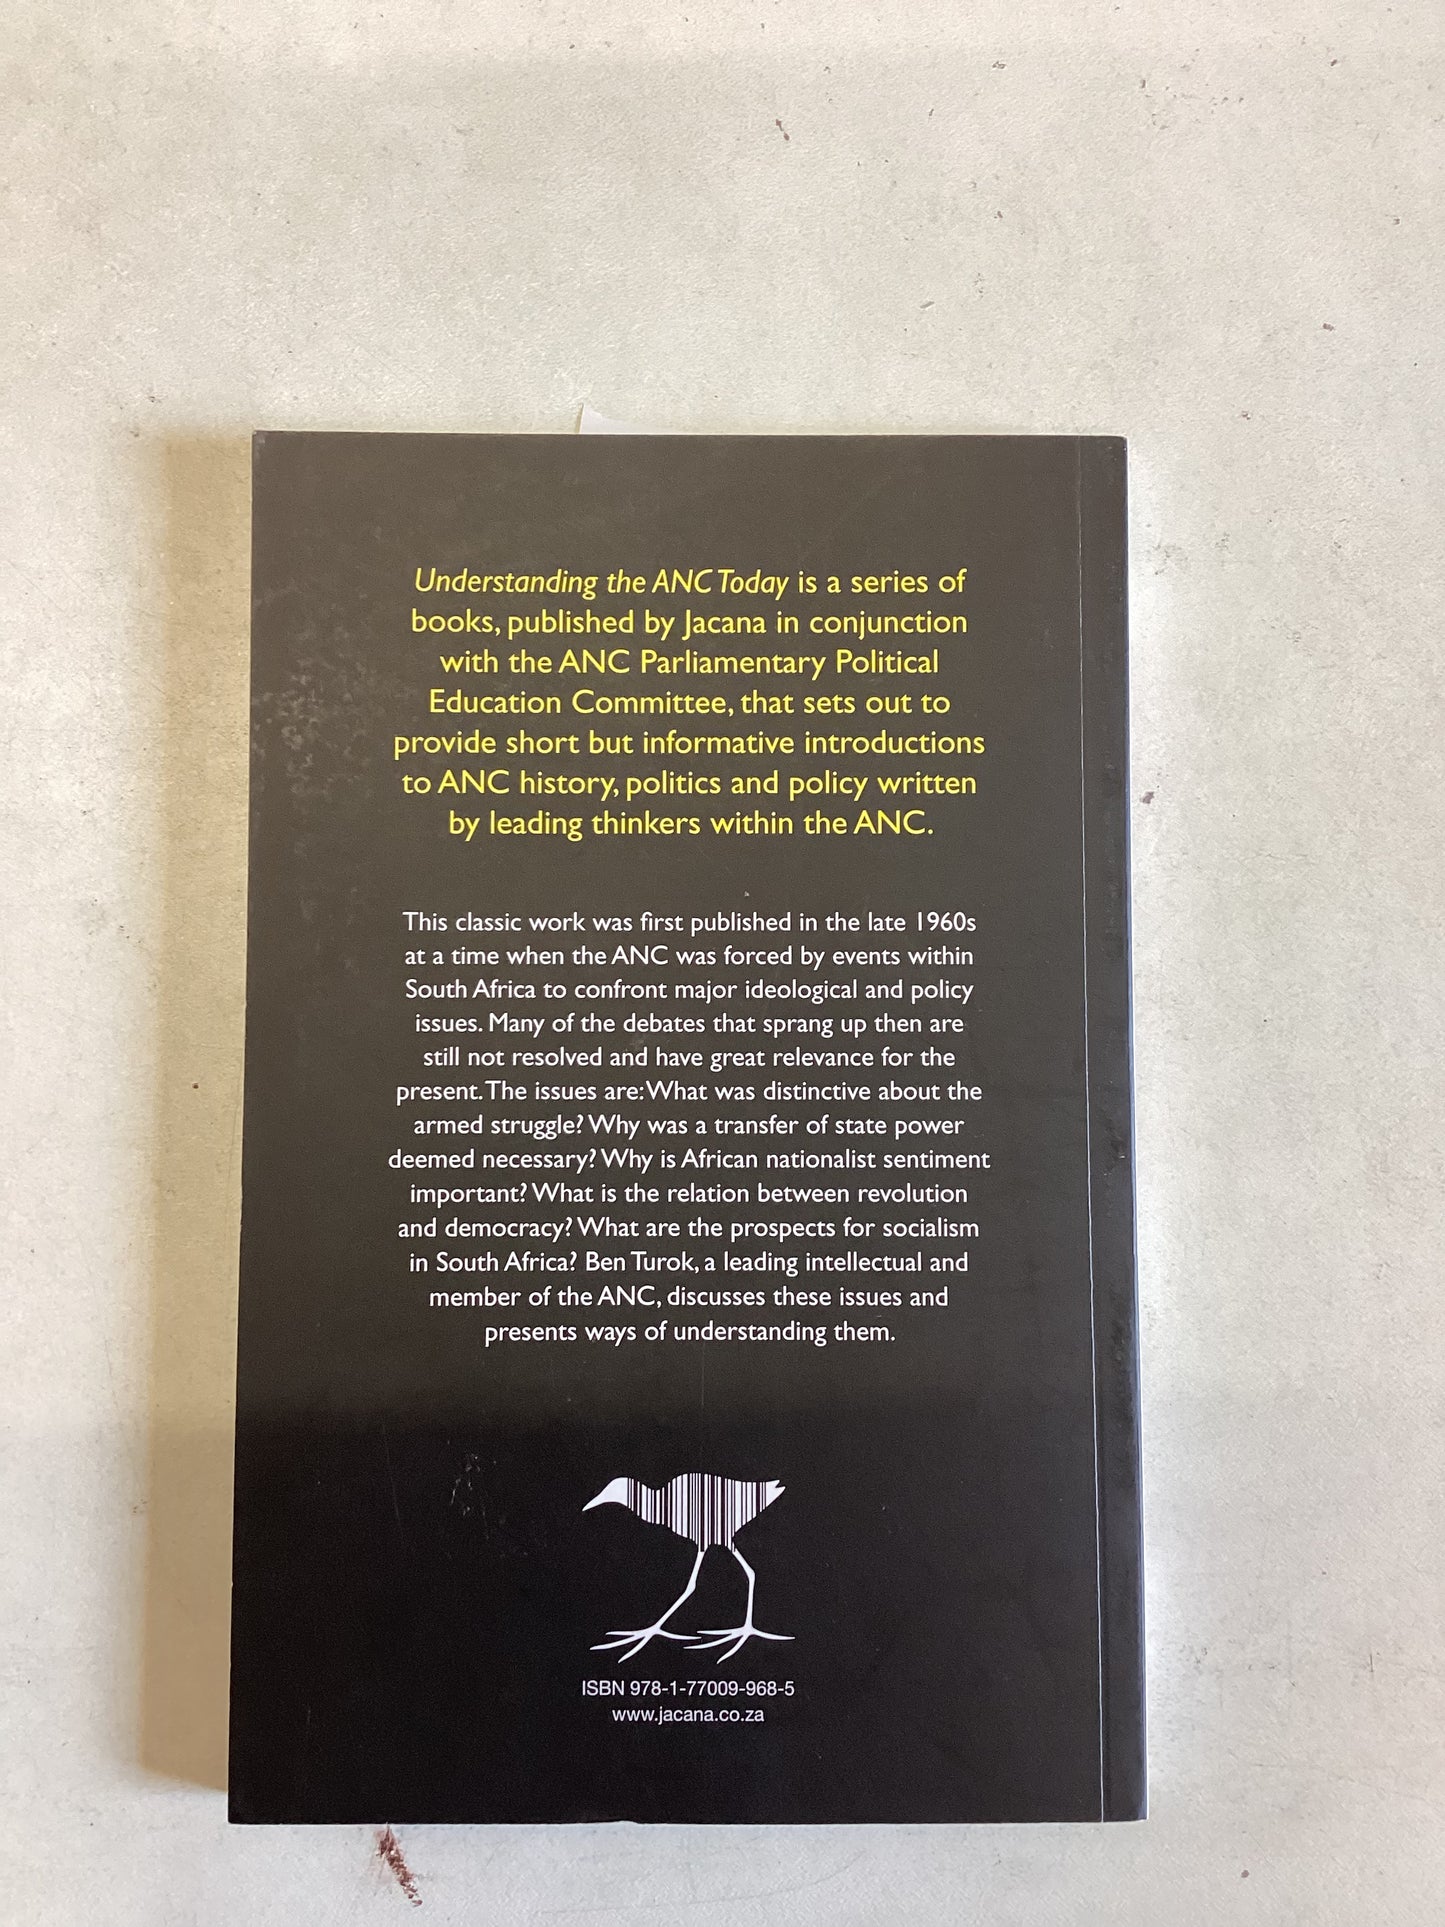 Understanding the ANC Today is a series of
books, published by Jacana in conjunction
with the ANC Parliamentary Political
Education Committee, that sets out to
provide short but informative introductions
to ANC history, politics and policy written
by leading thinkers within the ANC.
This classic work was first published in the late 1960s
at a time when the ANC was forced by events within
South Africa to confront major ideological and policy
issues. Many of the debates that sprang up then are
still not resolved and have great relevance for the
present. The issues are: What was distinctive about the
armed struggle? Why was a transfer of state power
deemed necessary? Why is African nationalist sentiment
important? What is the relation between revolution
and democracy? What are the prospects for socialism
in South Africa? Ben Turok, a leading intellectual and
member of the ANC, discusses these issues and
presents ways of understanding them.
ISBN 978-1-77009-968-5
www.jacana.co.za